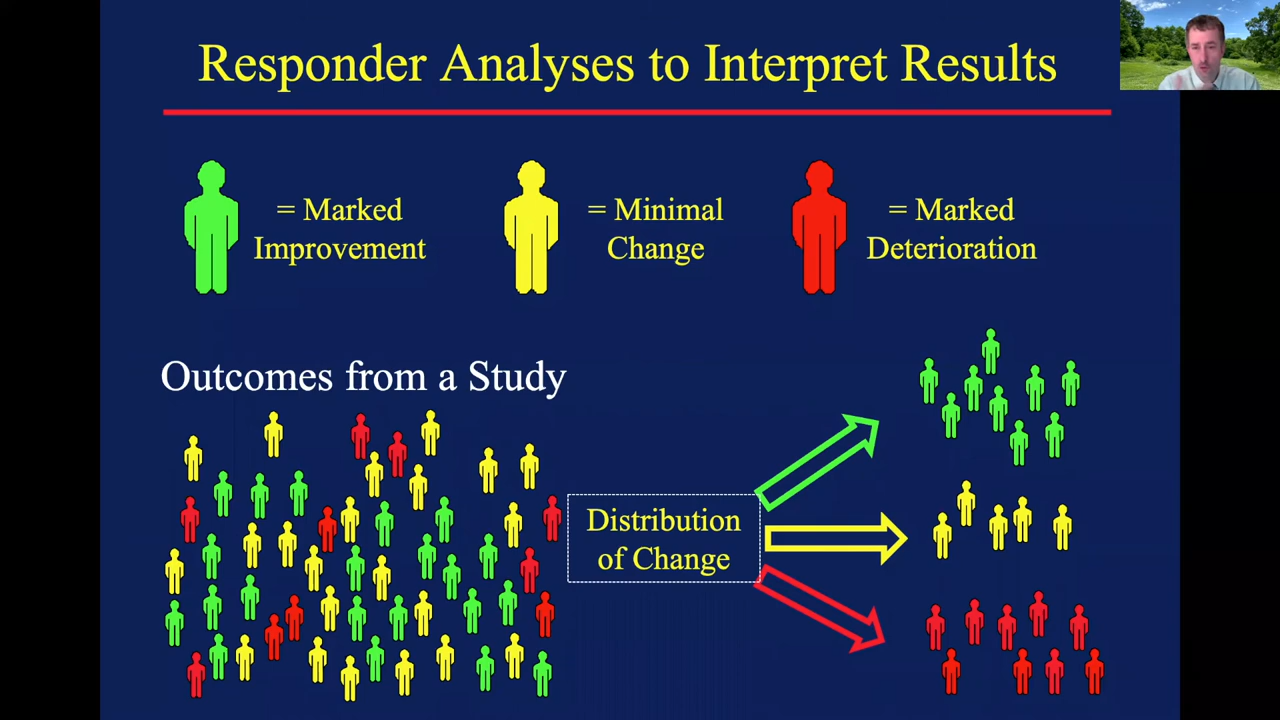 Responder Analyses to Interpret Results
= Marked
Improvement
= Minimal
Change
= Marked
Deterioration
Outcomes from a Study
Distribution
of Change